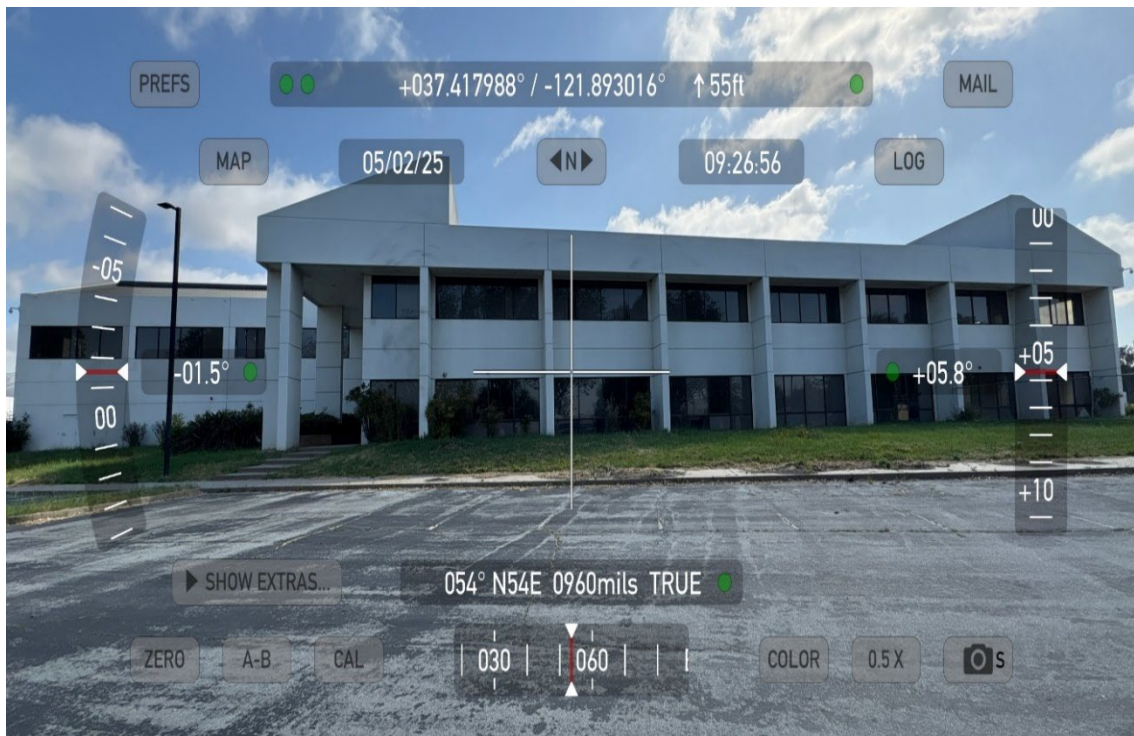 PREFS
+037.417988° / -121.893016° ↑ 55ft
MAIL
MAP
05/02/25
◀N▶
09:26:56
LOG
-05
00
-01.5°
00
+05
+05.8°
+10
▶ SHOW EXTRAS...
054° N54E 0960mils TRUE
ZERO
A-B
CAL
030
060
COLOR
0.5 X
S